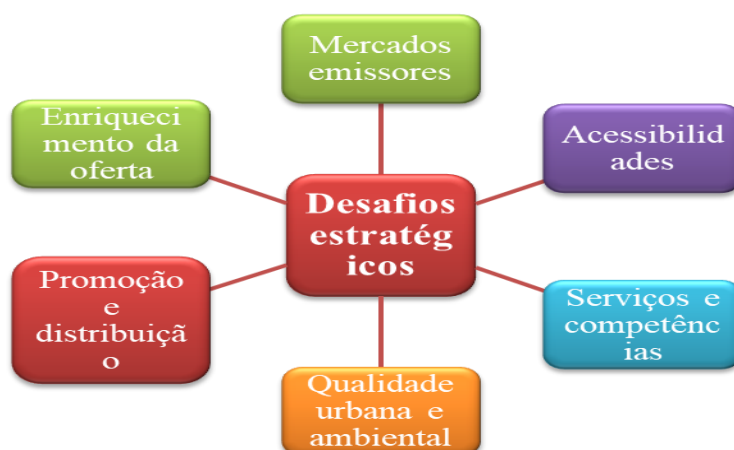 Mercados
emissores
Enriqueci
mento da
oferta
Acessibilid
ades
Desafios
estratég
icos
Promoção
e
distribuiçã
o
Serviços e
competênc
ias
Qualidade
urbana e
ambiental